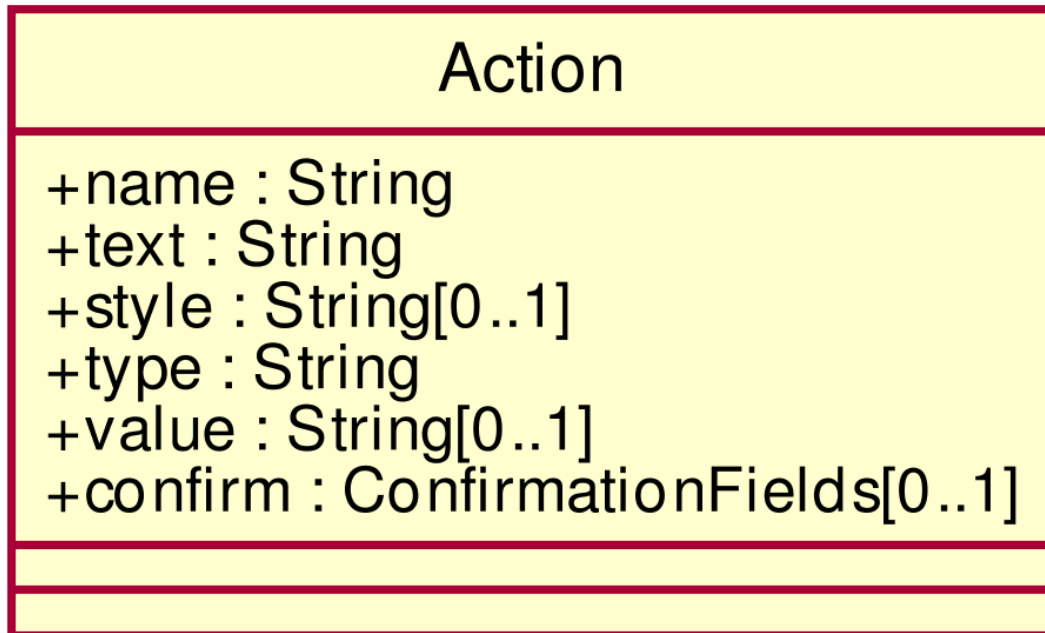 Action
+name : String
+text : String
+style : String[0..1]
+type : String
+value : String[0..1]
+confirm : ConfirmationFields[0..1]